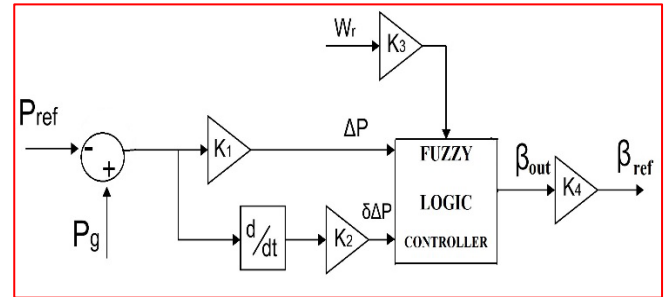 Wr
K3
Pref
-
+
K1
ΔP
FUZZY
LOGIC
CONTROLLER
βout
K4
βref
Pg
d/dt
K2
δΔP